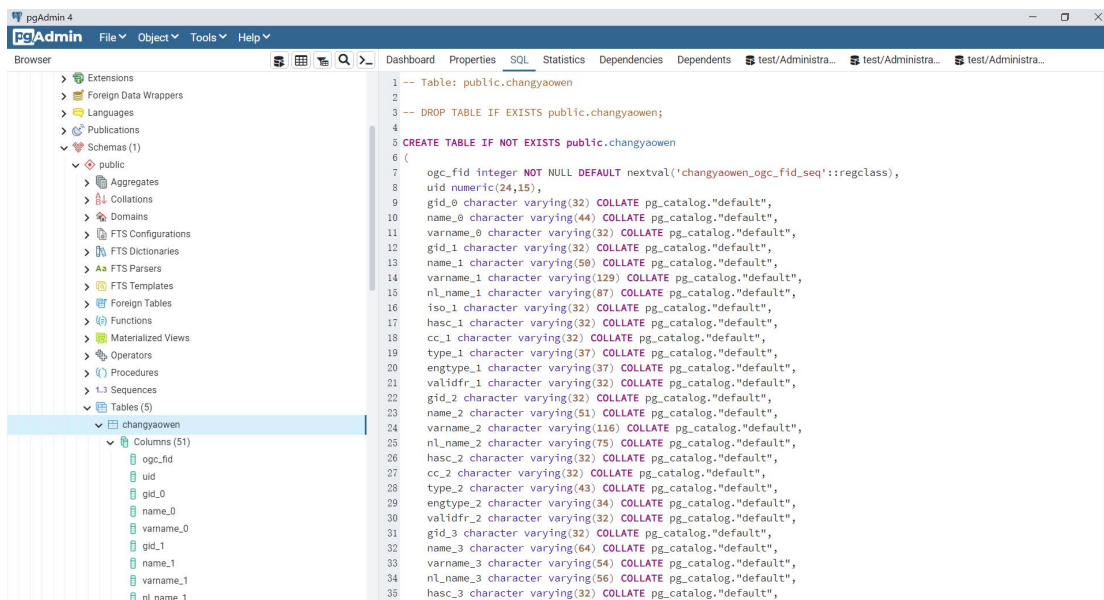 pgAdmin 4
pgAdmin File Object Tools Help
Browser
Dashboard Properties SQL Statistics Dependencies Dependents test/Administra... test/Administra... test/Administra...
Extensions
Foreign Data Wrappers
Languages
Publications
Schemas (1)
public
Aggregates
Collations
Domains
FTS Configurations
FTS Dictionaries
Aa FTS Parsers
FTS Templates
Foreign Tables
Functions
Materialized Views
Operators
Procedures
1..3 Sequences
Tables (5)
changyaowen
Columns (51)
ogc_fid
uid
gid_0
name_0
varname_0
gid_1
name_1
varname_1
nl_name_1
1 -- Table: public.changyaowen
2
3 -- DROP TABLE IF EXISTS public.changyaowen;
4
5 CREATE TABLE IF NOT EXISTS public.changyaowen
6 (
7 ogc_fid integer NOT NULL DEFAULT nextval('changyaowen_ogc_fid_seq'::regclass),
8 uid numeric(24,15),
9 gid_0 character varying(32) COLLATE pg_catalog."default",
10 name_0 character varying(44) COLLATE pg_catalog."default",
11 varname_0 character varying(32) COLLATE pg_catalog."default",
12 gid_1 character varying(32) COLLATE pg_catalog."default",
13 name_1 character varying(50) COLLATE pg_catalog."default",
14 varname_1 character varying(129) COLLATE pg_catalog."default",
15 nl_name_1 character varying(87) COLLATE pg_catalog."default",
16 iso_1 character varying(32) COLLATE pg_catalog."default",
17 hasc_1 character varying(32) COLLATE pg_catalog."default",
18 cc_1 character varying(32) COLLATE pg_catalog."default",
19 type_1 character varying(37) COLLATE pg_catalog."default",
20 engtype_1 character varying(37) COLLATE pg_catalog."default",
21 validfr_1 character varying(32) COLLATE pg_catalog."default",
22 gid_2 character varying(32) COLLATE pg_catalog."default",
23 name_2 character varying(51) COLLATE pg_catalog."default",
24 varname_2 character varying(116) COLLATE pg_catalog."default",
25 nl_name_2 character varying(75) COLLATE pg_catalog."default",
26 hasc_2 character varying(32) COLLATE pg_catalog."default",
27 cc_2 character varying(32) COLLATE pg_catalog."default",
28 type_2 character varying(43) COLLATE pg_catalog."default",
29 engtype_2 character varying(34) COLLATE pg_catalog."default",
30 validfr_2 character varying(32) COLLATE pg_catalog."default",
31 gid_3 character varying(32) COLLATE pg_catalog."default",
32 name_3 character varying(64) COLLATE pg_catalog."default",
33 varname_3 character varying(54) COLLATE pg_catalog."default",
34 nl_name_3 character varying(56) COLLATE pg_catalog."default",
35 hasc_3 character varying(32) COLLATE pg_catalog."default",